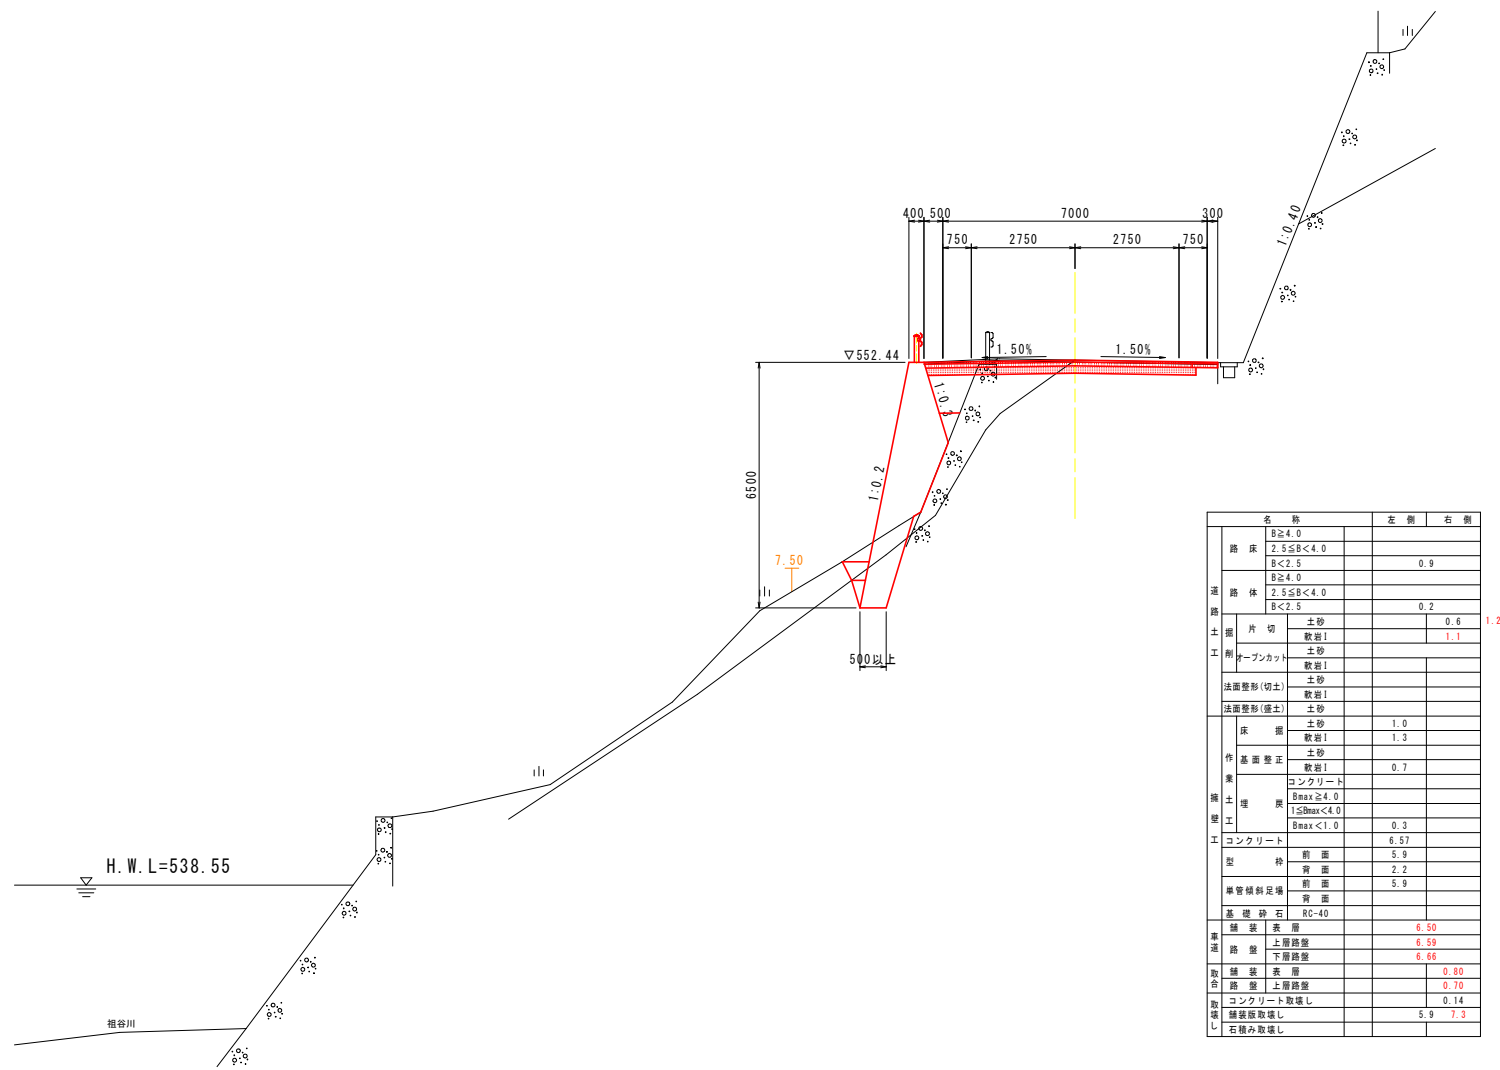 1:0.40
400 500 7000 300
750 2750 2750 750
▽552.44 1.50% 1.50%
1:0.3
6500
1:0.2
7.50
500以上
H.W.L=538.55
祖谷川
名 称 左 側 右 側
道路土工
路 床 B≧4.0
2.5≦B<4.0
B<2.5 0.9
路 体 B≧4.0
2.5≦B<4.0
B<2.5 0.2
掘削 片 切 土砂 0.6 1.2
軟岩I 1.1
オープンカット 土砂
軟岩I
法面整形(切土) 土砂
軟岩I
法面整形(盛土) 土砂
擁壁工
作業土工 床 掘 土砂 1.0
軟岩I 1.3
基面整正 土砂
軟岩I 0.7
埋 戻 コンクリート
Bmax≧4.0
1≦Bmax<4.0
Bmax<1.0 0.3
コンクリート 6.57
型 枠 前 面 5.9
背 面 2.2
単管傾斜足場 前 面 5.9
背 面
基礎砕石 RC-40
車道 舗 装 表 層 6.50
路 盤 上層路盤 6.59
下層路盤 6.66
取合 舗 装 表 層 0.80
路 盤 上層路盤 0.70
取壊し コンクリート取壊し 0.14
舗装版取壊し 5.9 7.3
石積み取壊し